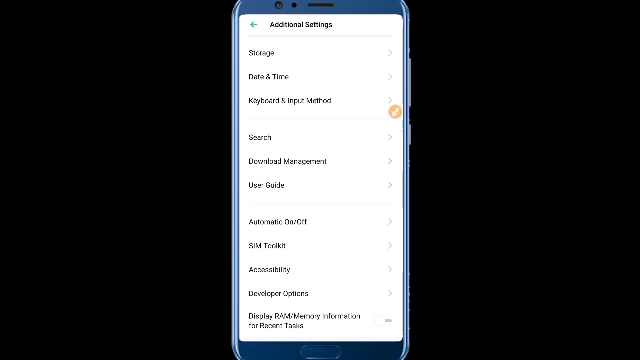 Additional Settings
Storage
Date & Time
Keyboard & Input Method
Search
Download Management
User Guide
Automatic On/Off
SIM Toolkit
Accessibility
Developer Options
Display RAM/Memory Information
for Recent Tasks